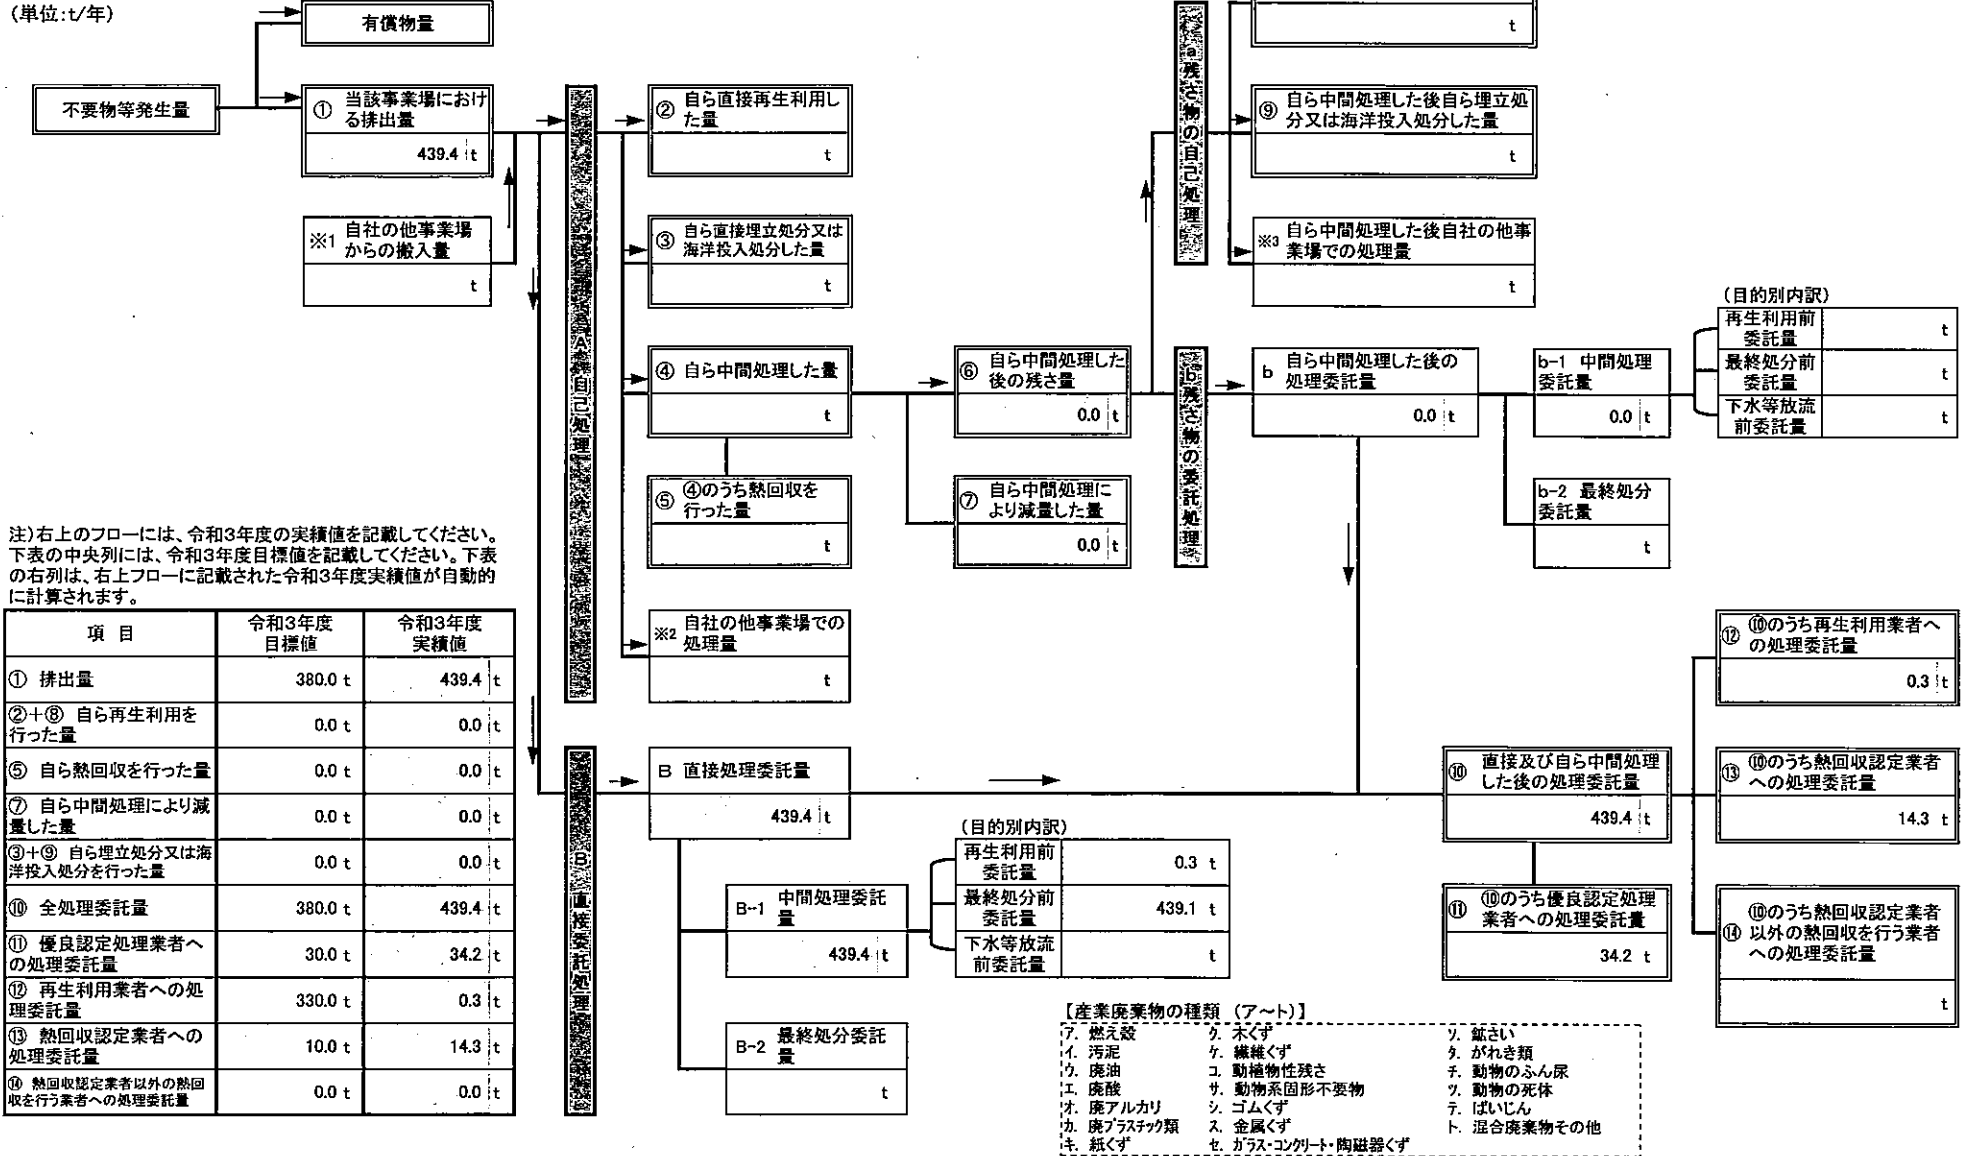 (単位:t/年)
有償物量
不要物等発生量
① 当該事業場におけ
る排出量
439.4 t
※1 自社の他事業場
からの搬入量
t
A 自己処理
② 自ら直接再生利用し
た量
t
③ 自ら直接埋立処分又は
海洋投入処分した量
t
④ 自ら中間処理した量
t
⑤ ④のうち熱回収を
行った量
t
※2 自社の他事業場での
処理量
t
⑥ 自ら中間処理した
後の残さ量
0.0 t
⑦ 自ら中間処理に
より減量した量
0.0 t
a 残さ物の自己処理
t
⑨ 自ら中間処理した後自ら埋立処
分又は海洋投入処分した量
t
※3 自ら中間処理した後自社の他事
業場での処理量
t
b 残さ物の委託処理
b 自ら中間処理した後の
処理委託量
0.0 t
b-1 中間処理
委託量
0.0 t
b-2 最終処分
委託量
t
(目的別内訳)
再生利用前
委託量
t
最終処分前
委託量
t
下水等放流
前委託量
t
注)右上のフローには、令和3年度の実績値を記載してください。
下表の中央列には、令和3年度目標値を記載してください。下表
の右列は、右上フローに記載された令和3年度実績値が自動的
に計算されます。
項 目 令和3年度 目標値 令和3年度 実績値
① 排出量 380.0 t 439.4 t
②+⑧ 自ら再生利用を
行った量 0.0 t 0.0 t
⑤ 自ら熱回収を行った量 0.0 t 0.0 t
⑦ 自ら中間処理により減
量した量 0.0 t 0.0 t
③+⑨ 自ら埋立処分又は海
洋投入処分を行った量 0.0 t 0.0 t
⑩ 全処理委託量 380.0 t 439.4 t
⑪ 優良認定処理業者へ
の処理委託量 30.0 t 34.2 t
⑫ 再生利用業者への処
理委託量 330.0 t 0.3 t
⑬ 熱回収認定業者への
処理委託量 10.0 t 14.3 t
⑭ 熱回収認定業者以外の熱回
収を行う業者への処理委託量 0.0 t 0.0 t
B 直接委託処理
B 直接処理委託量
439.4 t
B-1 中間処理委託
量
439.4 t
B-2 最終処分委託
量
t
(目的別内訳)
再生利用前
委託量
0.3 t
最終処分前
委託量
439.1 t
下水等放流
前委託量
t
⑩ 直接及び自ら中間処理
した後の処理委託量
439.4 t
⑪ ⑩のうち優良認定処理
業者への処理委託量
34.2 t
⑫ ⑩のうち再生利用業者へ
の処理委託量
0.3 t
⑬ ⑩のうち熱回収認定業者
への処理委託量
14.3 t
⑭ ⑩のうち熱回収認定業者
以外の熱回収を行う業者
への処理委託量
t
【産業廃棄物の種類 (ア~ト)】
ア. 燃え殻 ク. 木くず ソ. 鉱さい
イ. 汚泥 ケ. 繊維くず タ. がれき類
ウ. 廃油 コ. 動植物性残さ チ. 動物のふん尿
エ. 廃酸 サ. 動物系固形不要物 ツ. 動物の死体
オ. 廃アルカリ シ. ゴムくず テ. ばいじん
カ. 廃プラスチック類 ス. 金属くず ト. 混合廃棄物その他
キ. 紙くず セ. ガラス・コンクリート・陶磁器くず